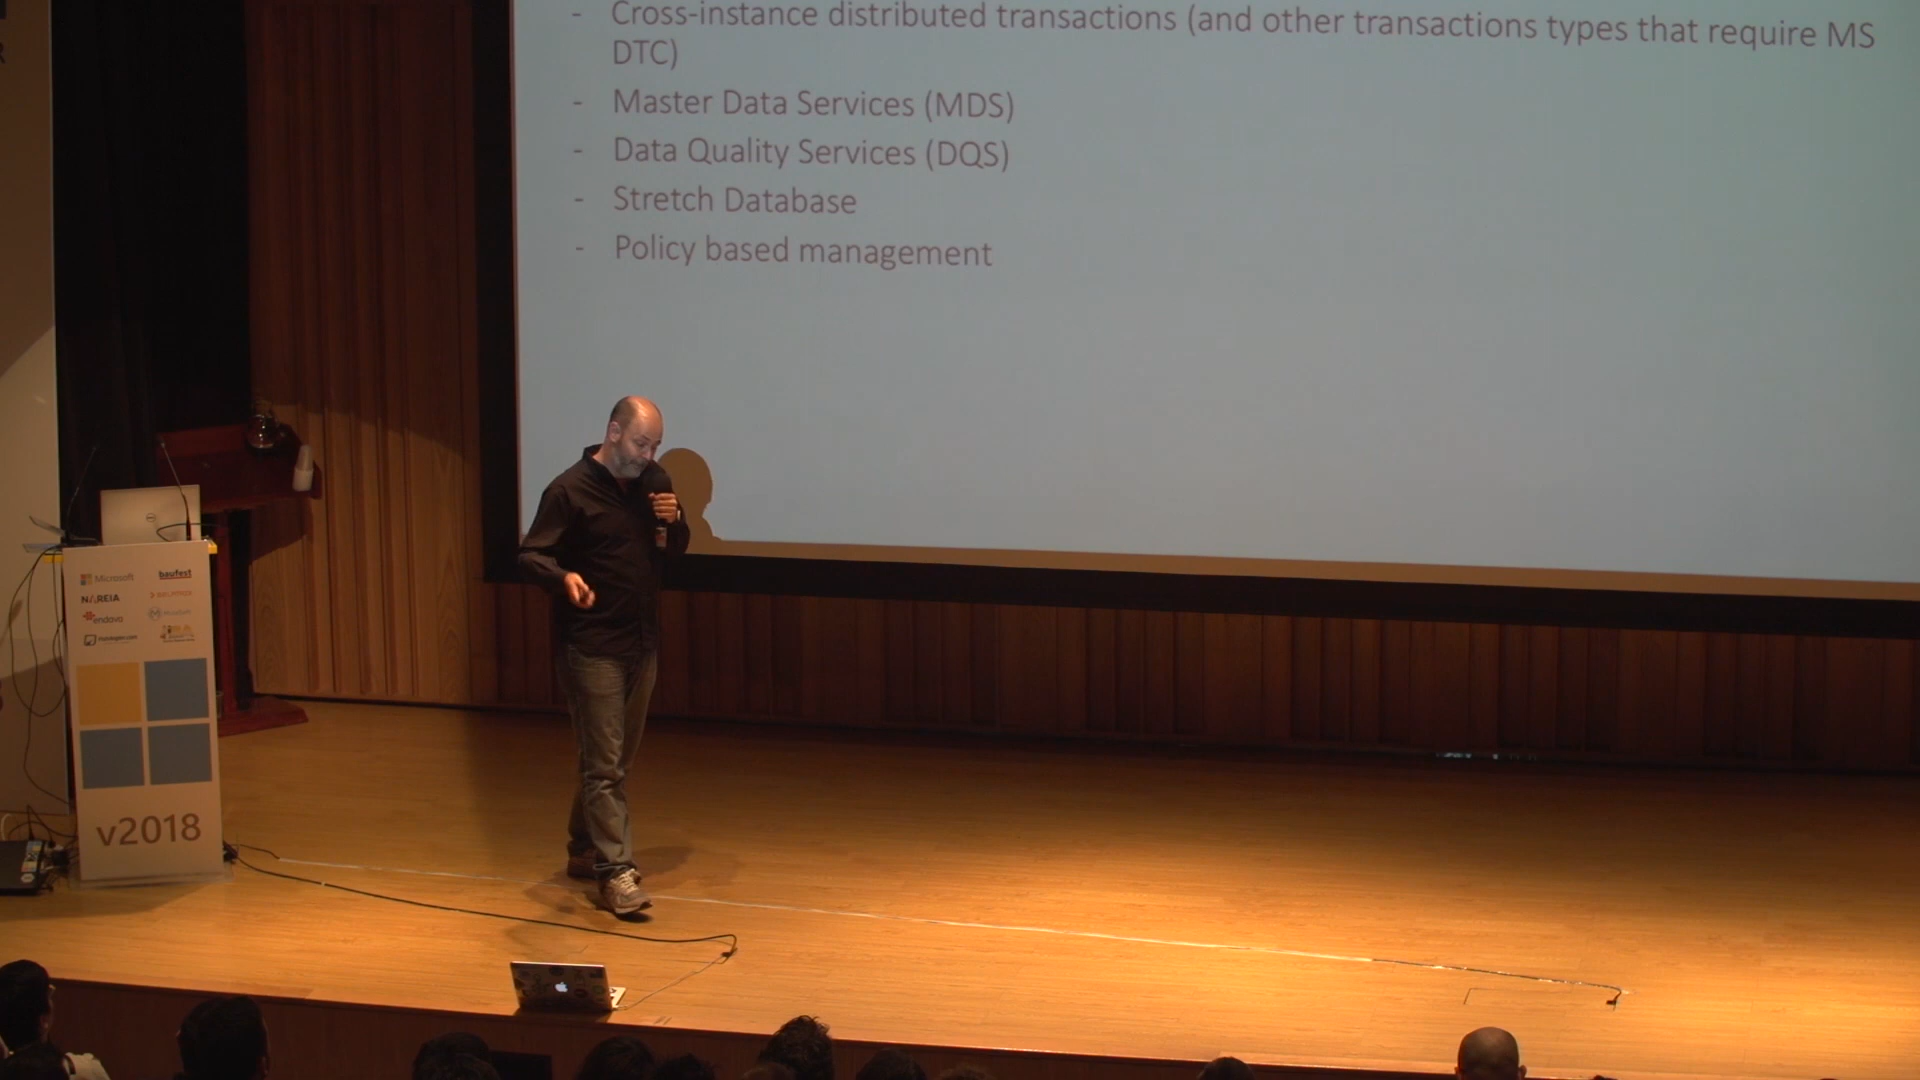 - Cross-instance distributed transactions (and other transactions types that require MS
DTC)
- Master Data Services (MDS)
- Data Quality Services (DQS)
- Stretch Database
- Policy based management
Microsoft
baufest
endava
v2018